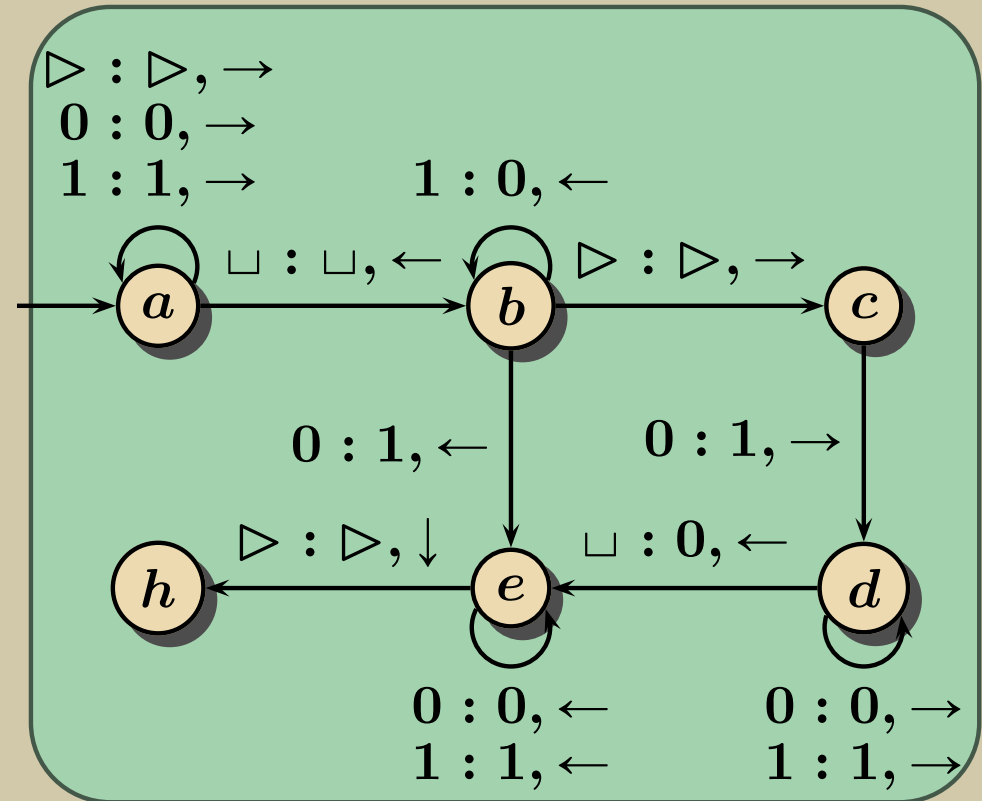 ▷ : ▷, →
0 : 0, →
1 : 1, →
1 : 0, ←
⊔ : ⊔, ←
▷ : ▷, →
a
b
c
0 : 1, ←
0 : 1, →
▷ : ▷, ↓
⊔ : 0, ←
h
e
d
0 : 0, ←
1 : 1, ←
0 : 0, →
1 : 1, →